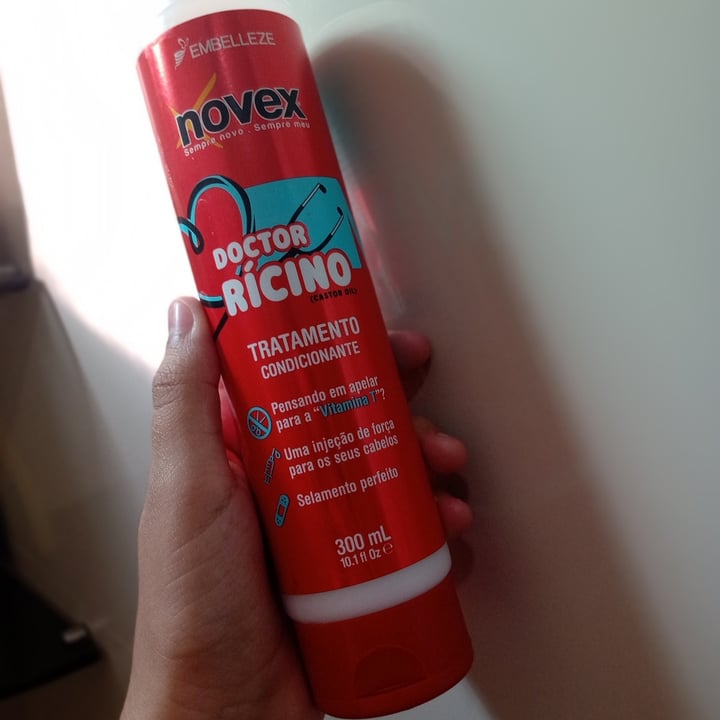 EMBELLEZE
novex
Sempre novo . Sempre meu
DOCTOR
RÍCINO
(CASTOR OIL)
TRATAMENTO
CONDICIONANTE
Pensando em apelar
para a "Vitamina T"?
Uma injeção de força
para os seus cabelos
Selamento perfeito
300 mL
10.1 fl Oz ℮